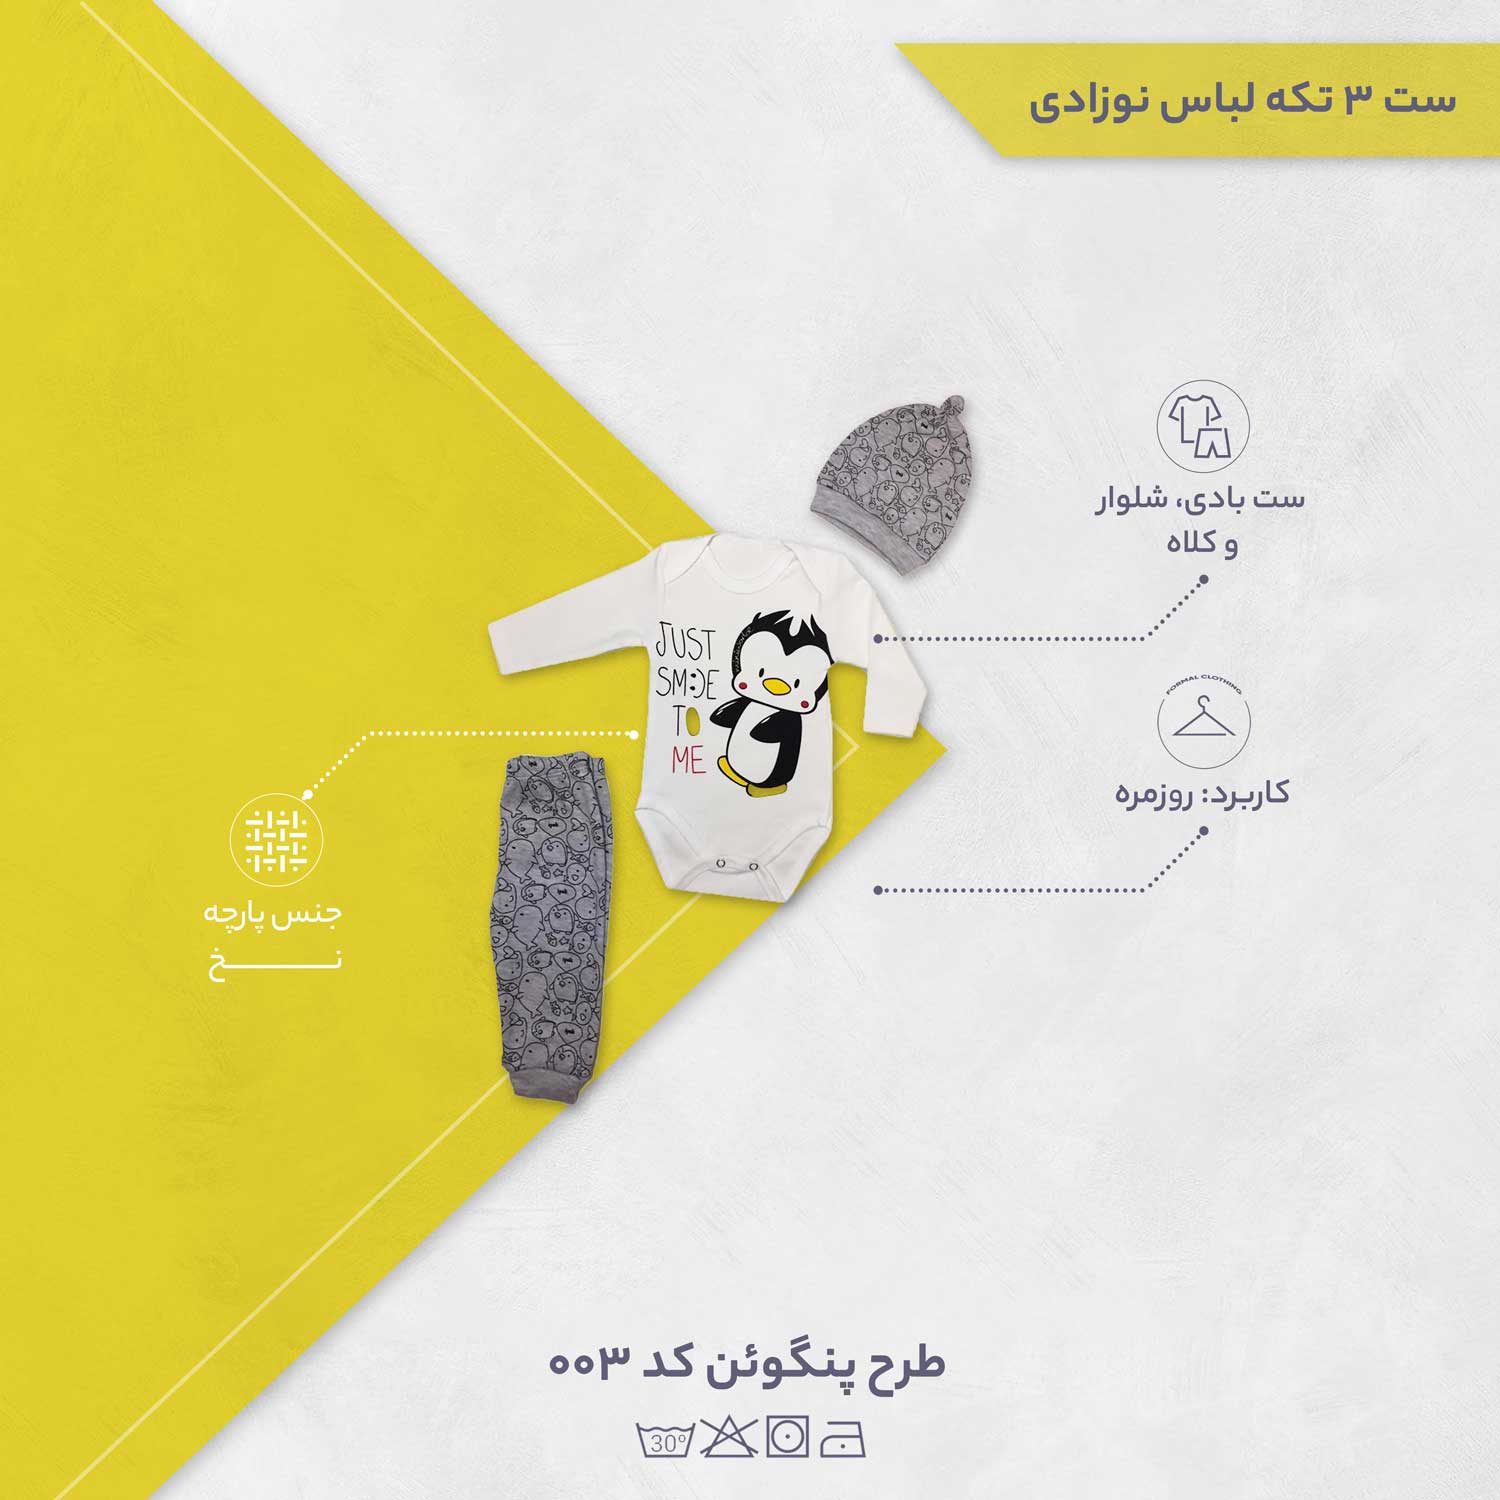 ست ۳ تکه لباس نوزادی
ست بادی، شلوار
و کلاه
FORMAL CLOTHING
کاربرد: روزمره
JUST
SM:)E
TO
ME
جنس پارچه
نـــــــــخ
طرح پنگوئن کد ۰۰۳
30°